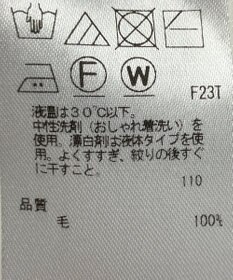 F
W
F23T
液温は30℃以下。
中性洗剤(おしゃれ着洗い)を
使用。漂白剤は液体タイプを使
用。よくすすぎ、絞りの後すぐ
に干すこと。
110
品質
毛 100%